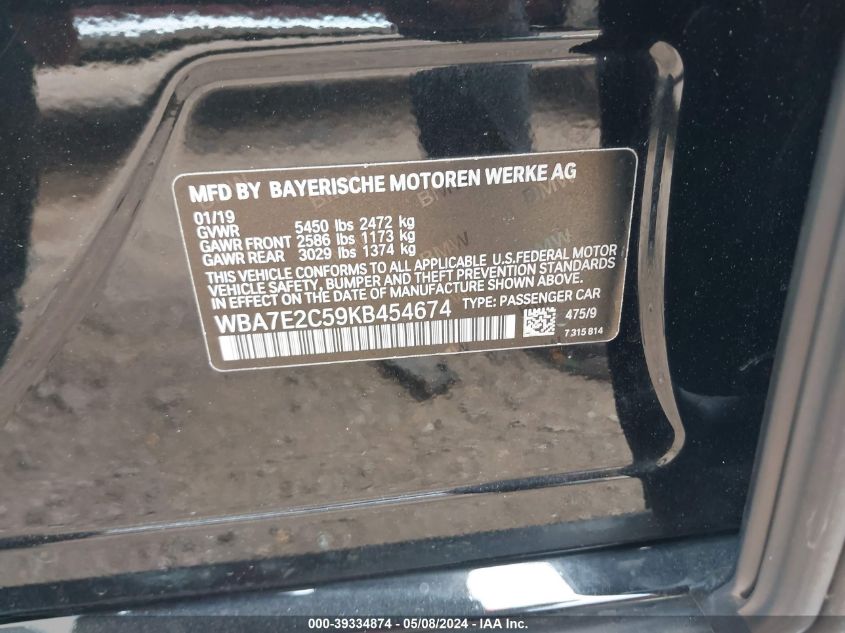 MFD BY BAYERISCHE MOTOREN WERKE AG
01/19
GVWR 5450 lbs 2472 kg
GAWR FRONT 2586 lbs 1173 kg
GAWR REAR 3029 lbs 1374 kg
THIS VEHICLE CONFORMS TO ALL APPLICABLE U.S.FEDERAL MOTOR
VEHICLE SAFETY, BUMPER AND THEFT PREVENTION STANDARDS
IN EFFECT ON THE DATE OF MANUFACTURE SHOWN ABOVE.
WBA7E2C59KB454674 TYPE: PASSENGER CAR
475/9
7 315 814
000-39334874 / 05/08/2024 - IAA Inc.